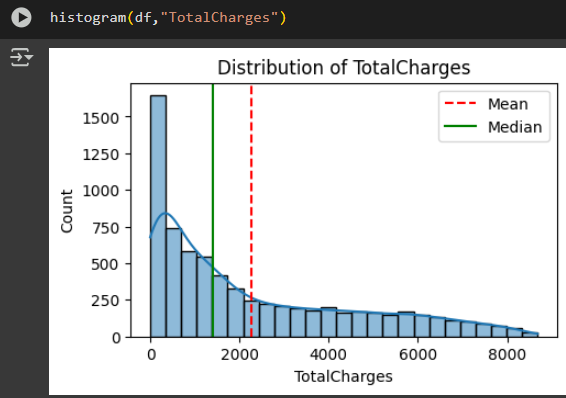 histogram(df,"TotalCharges")
Distribution of TotalCharges
Mean
Median
1500
1250
1000
750
500
250
0
Count
0 2000 4000 6000 8000
TotalCharges